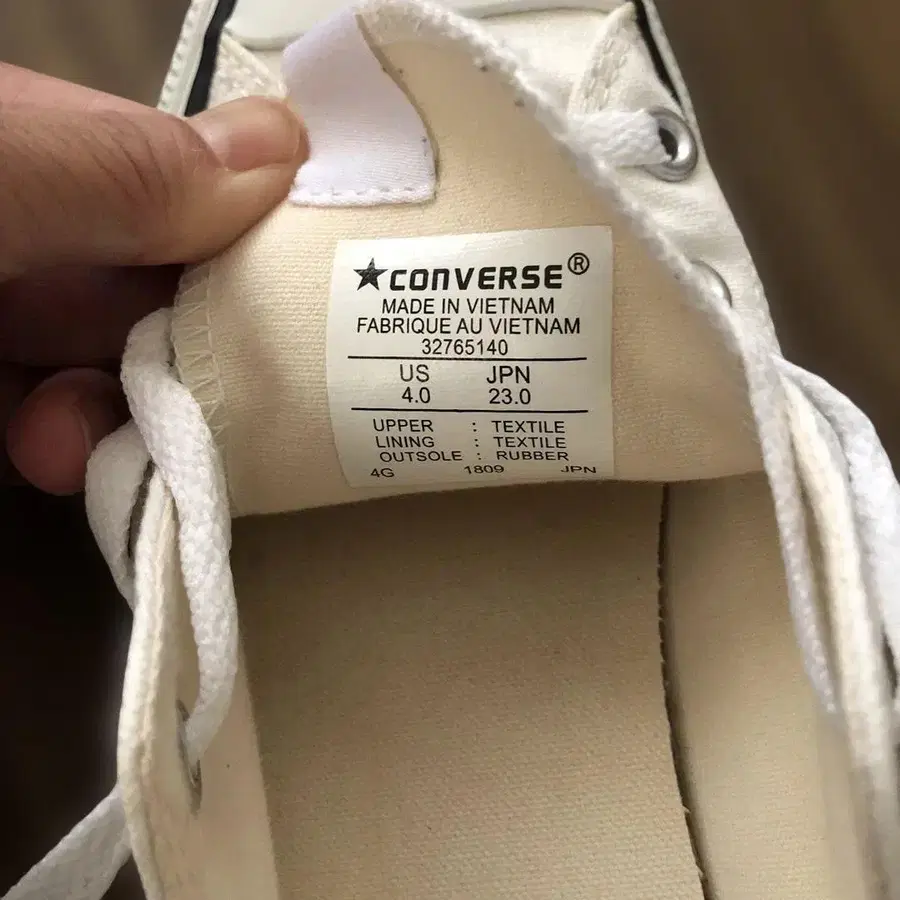 ★CONVERSE®
MADE IN VIETNAM
FABRIQUE AU VIETNAM
32765140
US JPN
4.0 23.0
UPPER : TEXTILE
LINING : TEXTILE
OUTSOLE : RUBBER
4G 1809 JPN